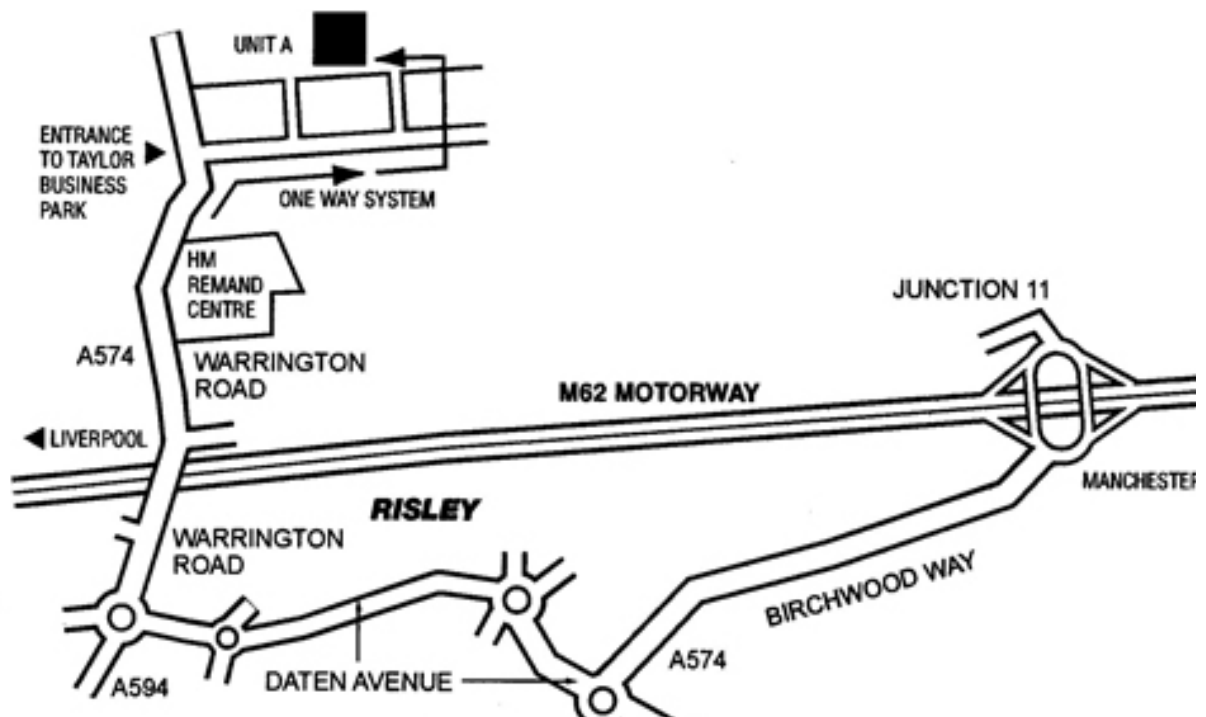 UNIT A
ENTRANCE
TO TAYLOR
BUSINESS
PARK
ONE WAY SYSTEM
HM
REMAND
CENTRE
JUNCTION 11
A574
WARRINGTON
ROAD
M62 MOTORWAY
LIVERPOOL
MANCHESTER
RISLEY
WARRINGTON
ROAD
BIRCHWOOD WAY
A574
A594
DATEN AVENUE